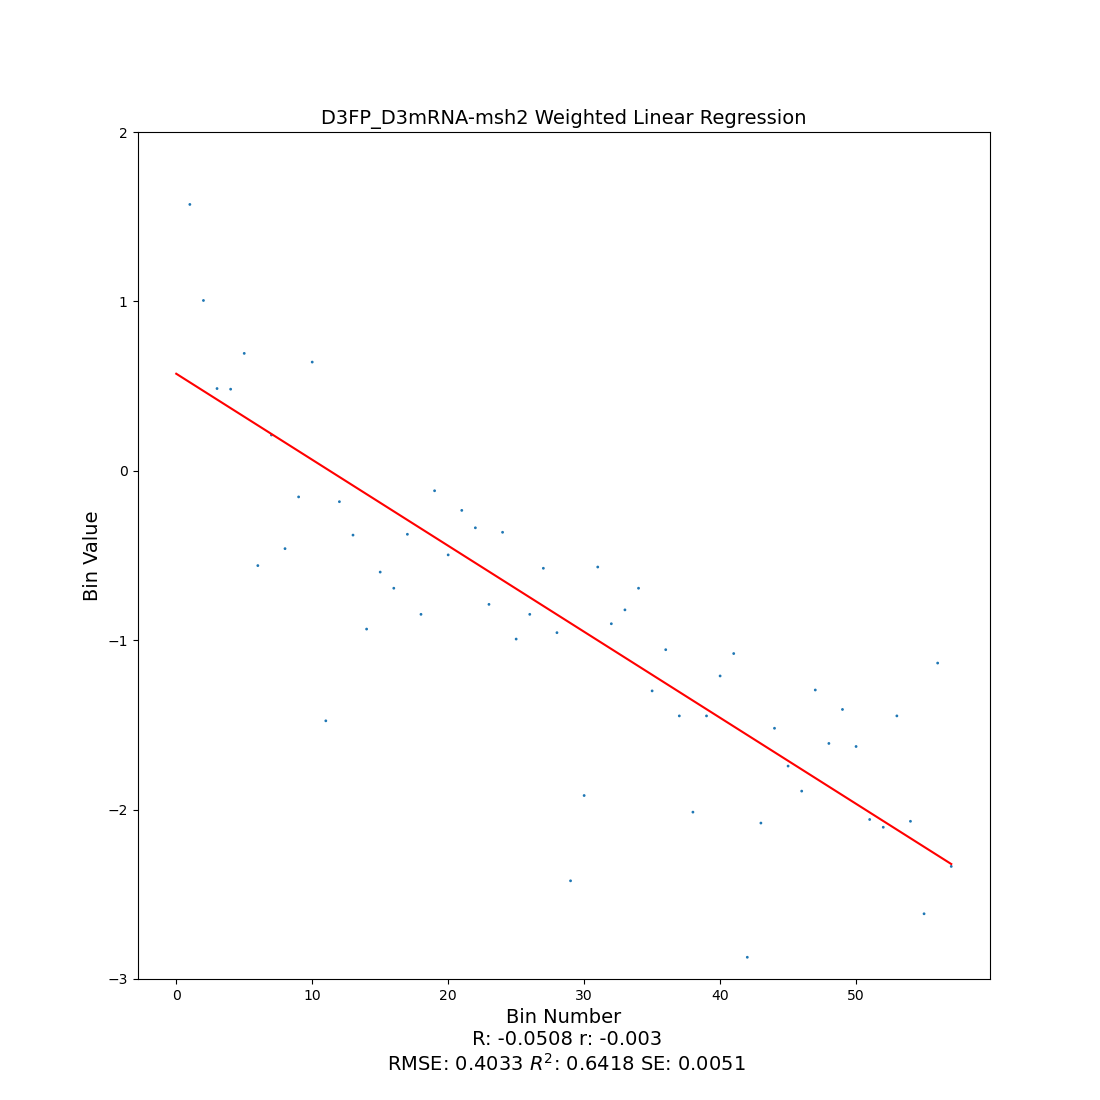 D3FP_D3mRNA-msh2 Weighted Linear Regression
2
1
0
−1
−2
−3
Bin Value
0 10 20 30 40 50
Bin Number
R: -0.0508 r: -0.003
RMSE: 0.4033 R²: 0.6418 SE: 0.0051